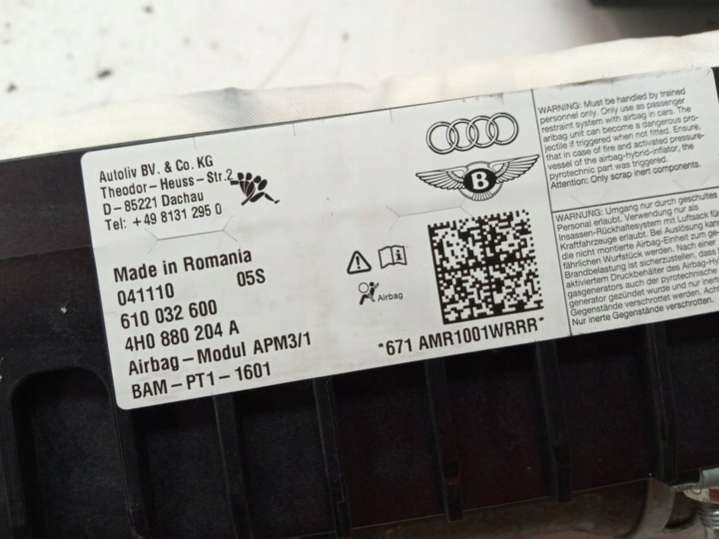 Autoliv BV. & Co. KG
Theodor-Heuss-Str.2
D-85221 Dachau
Tel: +49 8131 295 0
Made in Romania
041110 05S
610 032 600
4H0 880 204 A
Airbag-Modul APM3/1
BAM-PT1-1601
B
Airbag
*671 AMR1001WRRR*
WARNING: Must be handled by trained
personnel only. Only use as passenger
restraint system with airbag in cars. The
aribag unit can become a dangerous pro-
jectile if triggered when not fitted. Ensure,
that in case of fire and activated pressure-
vessel of the airbag-hybrid-inflator, the
pyrotechnic part was triggered.
Attention: Only scrap inert components.
WARNUNG: Umgang nur durch geschultes
Personal erlaubt. Verwendung nur als
Insassen-Rückhaltesystem mit Luftsack für
Kraftfahrzeuge erlaubt. Bei Auslösung kann
die nicht montierte Airbag-Einheit zum ge-
fährlichen Wurfstück werden. Nach einer
Brandbelastung ist sicherzustellen, dass
aktiviertem Druckbehälter des Airbag-Hy-
gasgenerators auch der pyrotechnische
generator gezündet wurde und nur inerte
Gegenstände verschrottet werden.
Nur inerte Gegenstände verschrotten.